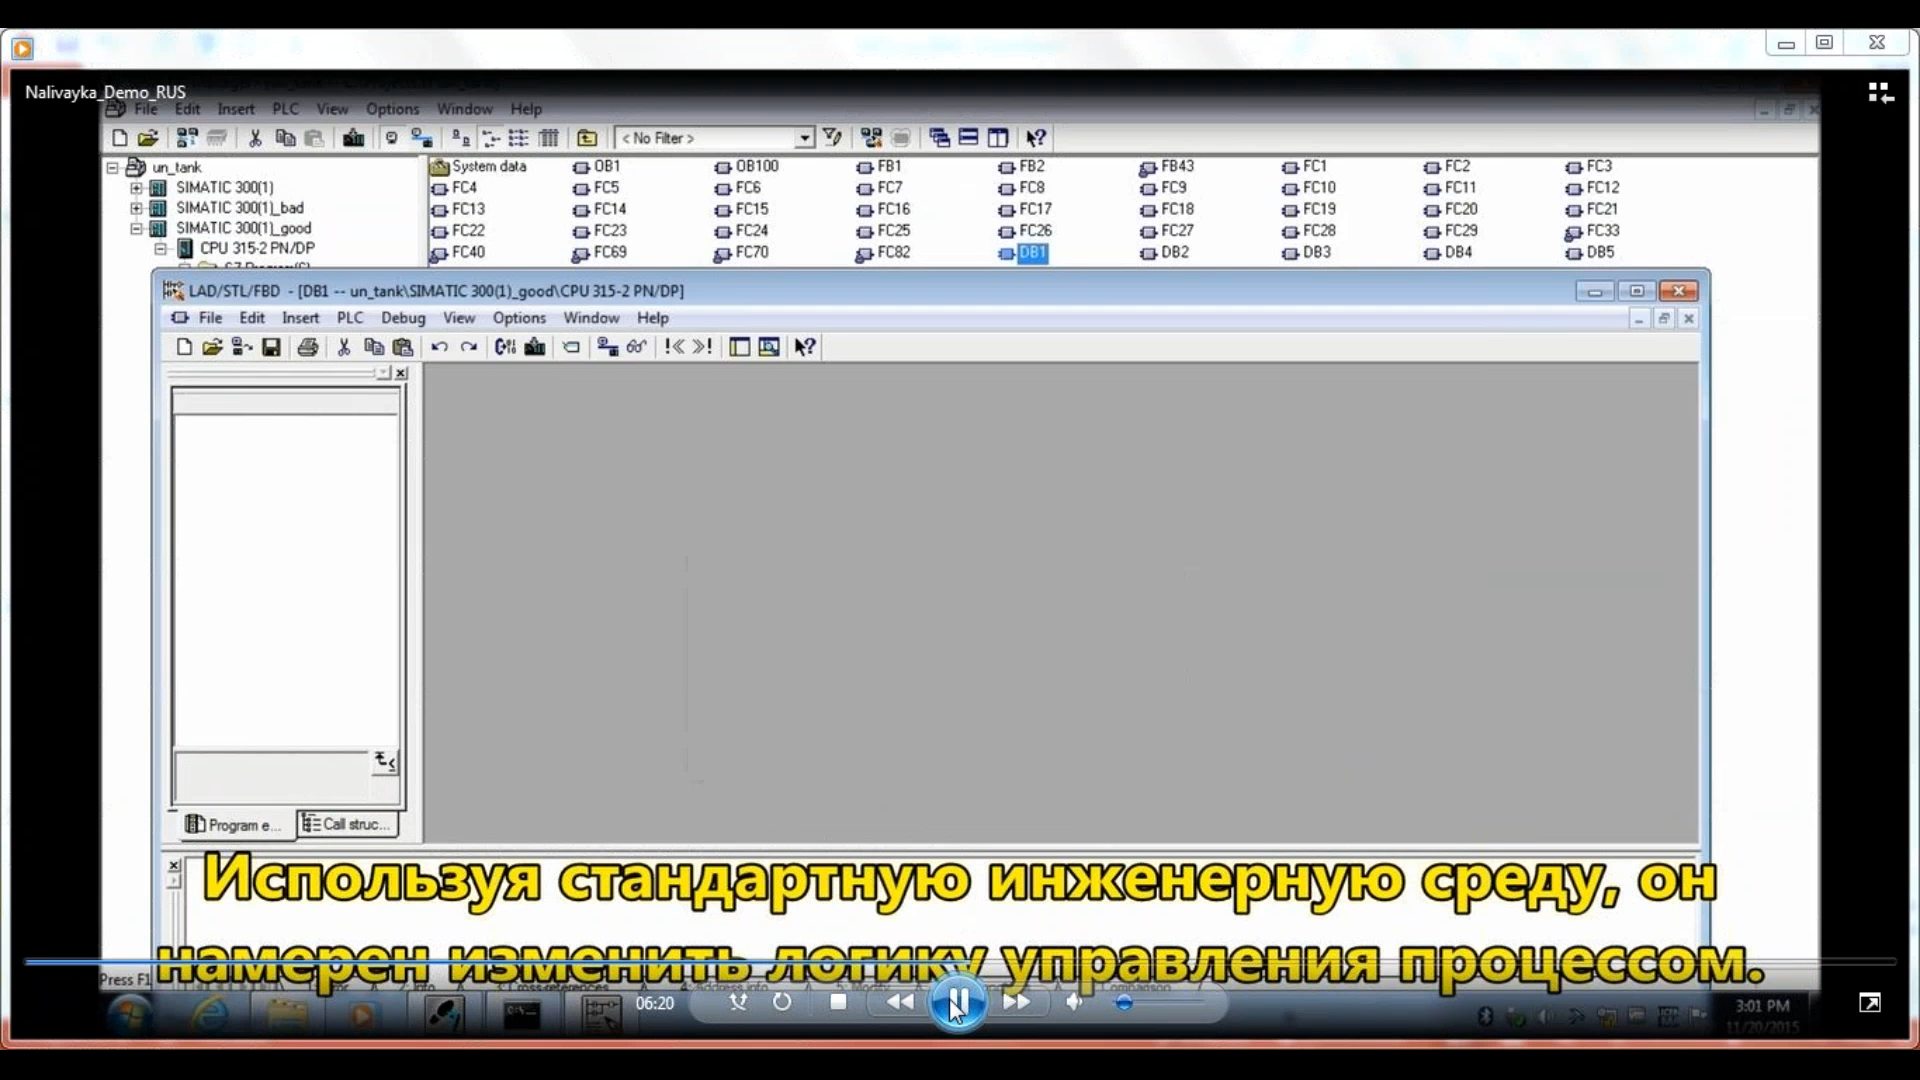 Nalivayka_Demo_RUS
File Edit Insert PLC View Options Window Help
< No Filter >
un_tank
SIMATIC 300(1)
SIMATIC 300(1)_bad
SIMATIC 300(1)_good
CPU 315-2 PN/DP
System data OB1 OB100 FB1 FB2 FB43 FC1 FC2 FC3
FC4 FC5 FC6 FC7 FC8 FC9 FC10 FC11 FC12
FC13 FC14 FC15 FC16 FC17 FC18 FC19 FC20 FC21
FC22 FC23 FC24 FC25 FC26 FC27 FC28 FC29 FC33
FC40 FC69 FC70 FC82 DB1 DB2 DB3 DB4 DB5
LAD/STL/FBD - [DB1 -- un_tank\SIMATIC 300(1)_good\CPU 315-2 PN/DP]
File Edit Insert PLC Debug View Options Window Help
Program e... Call struc...
Используя стандартную инженерную среду, он
намерен изменить логику управления процессом.
Press F1
06:20
3:01 PM
11/20/2015